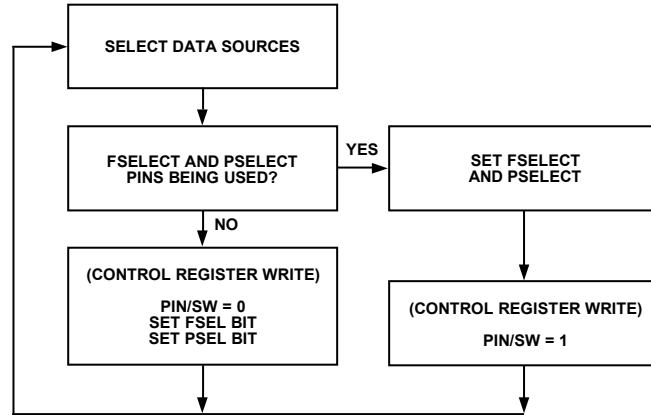 SELECT DATA SOURCES
FSELECT AND PSELECT
PINS BEING USED?
YES
SET FSELECT
AND PSELECT
NO
(CONTROL REGISTER WRITE)
PIN/SW = 0
SET FSEL BIT
SET PSEL BIT
(CONTROL REGISTER WRITE)
PIN/SW = 1